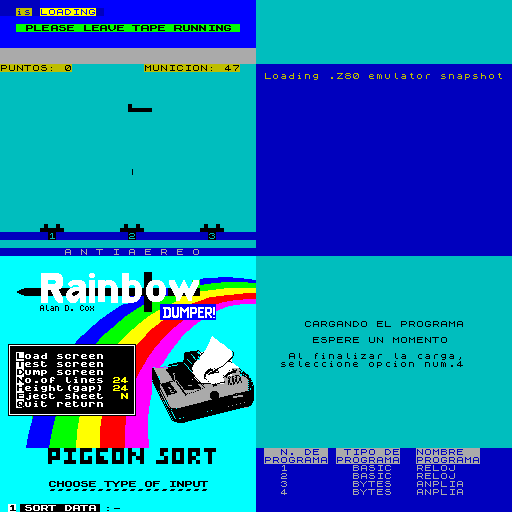 is LOADING
PLEASE LEAVE TAPE RUNNING
PUNTOS: 0 MUNICION: 47
1 2 3
ANTIAEREO
Loading .Z80 emulator snapshot
Rainbow
Alan D. Cox
DUMPER!
Load screen
Test screen
Dump screen
No.of lines 24
Height(gap) 24
Eject sheet N
Quit return
PIGEON SORT
CHOOSE TYPE OF INPUT
1 SORT DATA :-
CARGANDO EL PROGRAMA
ESPERE UN MOMENTO
Al finalizar la carga,
seleccione opcion num.4
N. DE TIPO DE NOMBRE
PROGRAMA PROGRAMA PROGRAMA
1 BASIC RELOJ
2 BASIC RELOJ
3 BYTES ANPLIA
4 BYTES ANPLIA